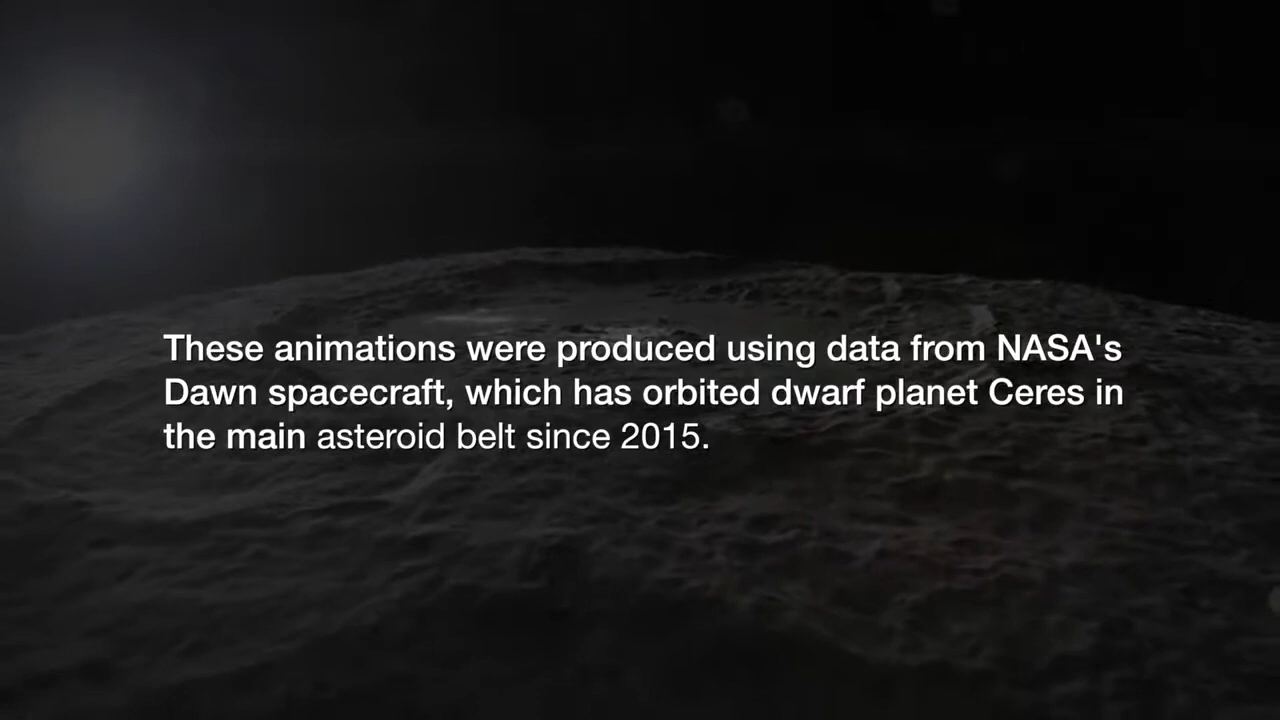 These animations were produced using data from NASA's
Dawn spacecraft, which has orbited dwarf planet Ceres in
the main asteroid belt since 2015.